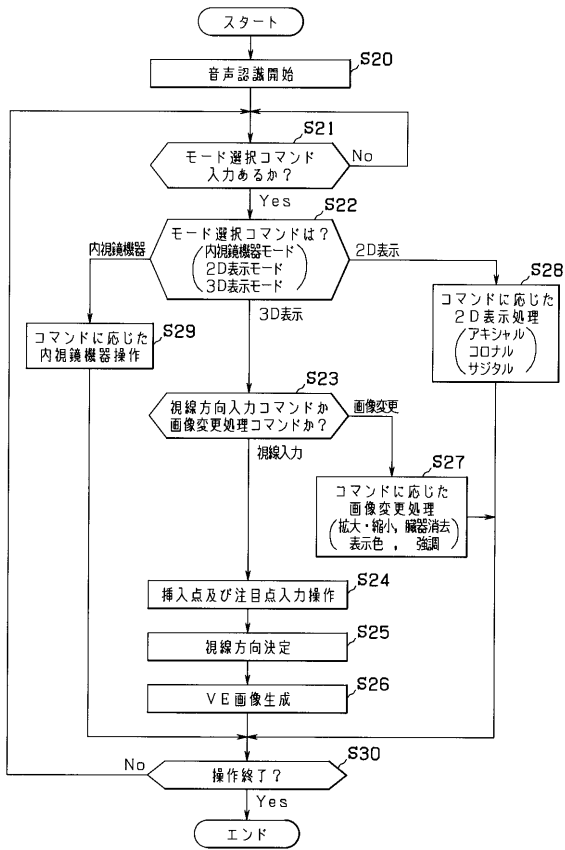 スタート
S20
音声認識開始
S21
モード選択コマンド
入力あるか？
No
Yes
S22
モード選択コマンドは？
内視鏡機器モード
2D表示モード
3D表示モード
内視鏡機器
2D表示
3D表示
S28
コマンドに応じた
2D表示処理
アキシャル
コロナル
サジタル
S29
コマンドに応じた
内視鏡機器操作
S23
視線方向入力コマンドか
画像変更処理コマンドか？
画像変更
視線入力
S27
コマンドに応じた
画像変更処理
拡大・縮小，臓器消去
表示色 ， 強調
S24
挿入点及び注目点入力操作
S25
視線方向決定
S26
VE画像生成
S30
操作終了？
No
Yes
エンド